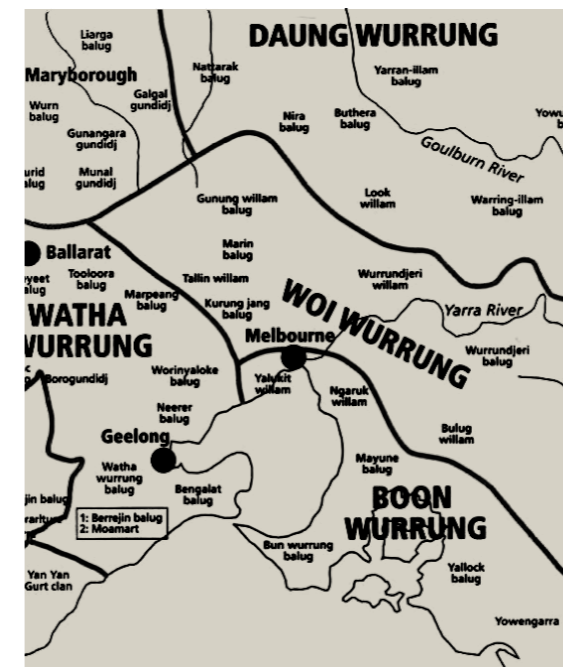 Liarga
balug
DAUNG WURRUNG
Maryborough
Nattarak
balug
Yarran-illam
balug
Galgal
gundidj
Wurn
balug
Nira
balug
Buthera
balug
Gunangara
gundidj
Goulburn River
Munal
gundidj
Look
willam
Gunung willam
balug
Warring-illam
balug
Marin
balug
Ballarat
Tooloora
balug
Tallin willam
Wurrundjeri
willam
Marpeang
balug
Kurung jang
balug
WOI WURRUNG
Yarra River
WATHA
WURRUNG
Melbourne
Wurrundjeri
balug
Worinyaloke
balug
Yalukit
willam
Ngaruk
willam
Borogundidj
Neerer
balug
Bulug
willam
Geelong
Mayune
balug
Watha
wurrung
balug
Bengalat
balug
BOON
WURRUNG
balug
1: Berrejin balug
2: Moamart
Bun wurrung
balug
Yallock
balug
Yan Yan
Gurt clan
Yowengarra